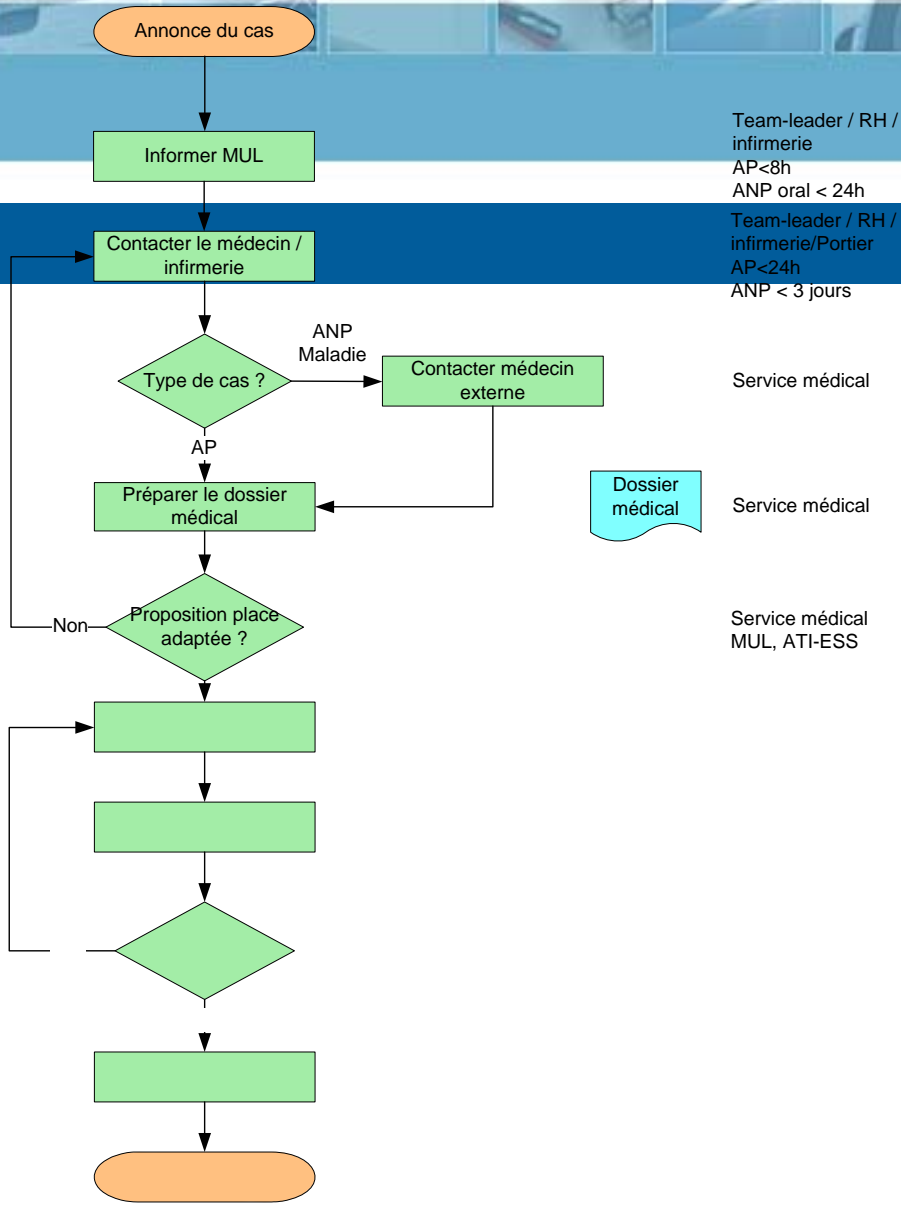 Annonce du cas
Informer MUL
Team-leader / RH /
infirmerie
AP<8h
ANP oral < 24h
Contacter le médecin /
infirmerie
Team-leader / RH /
infirmerie/Portier
AP<24h
ANP < 3 jours
Type de cas ?
ANP
Maladie
Contacter médecin
externe
Service médical
AP
Préparer le dossier
médical
Dossier
médical
Service médical
Proposition place
adaptée ?
Non
Service médical
MUL, ATI-ESS